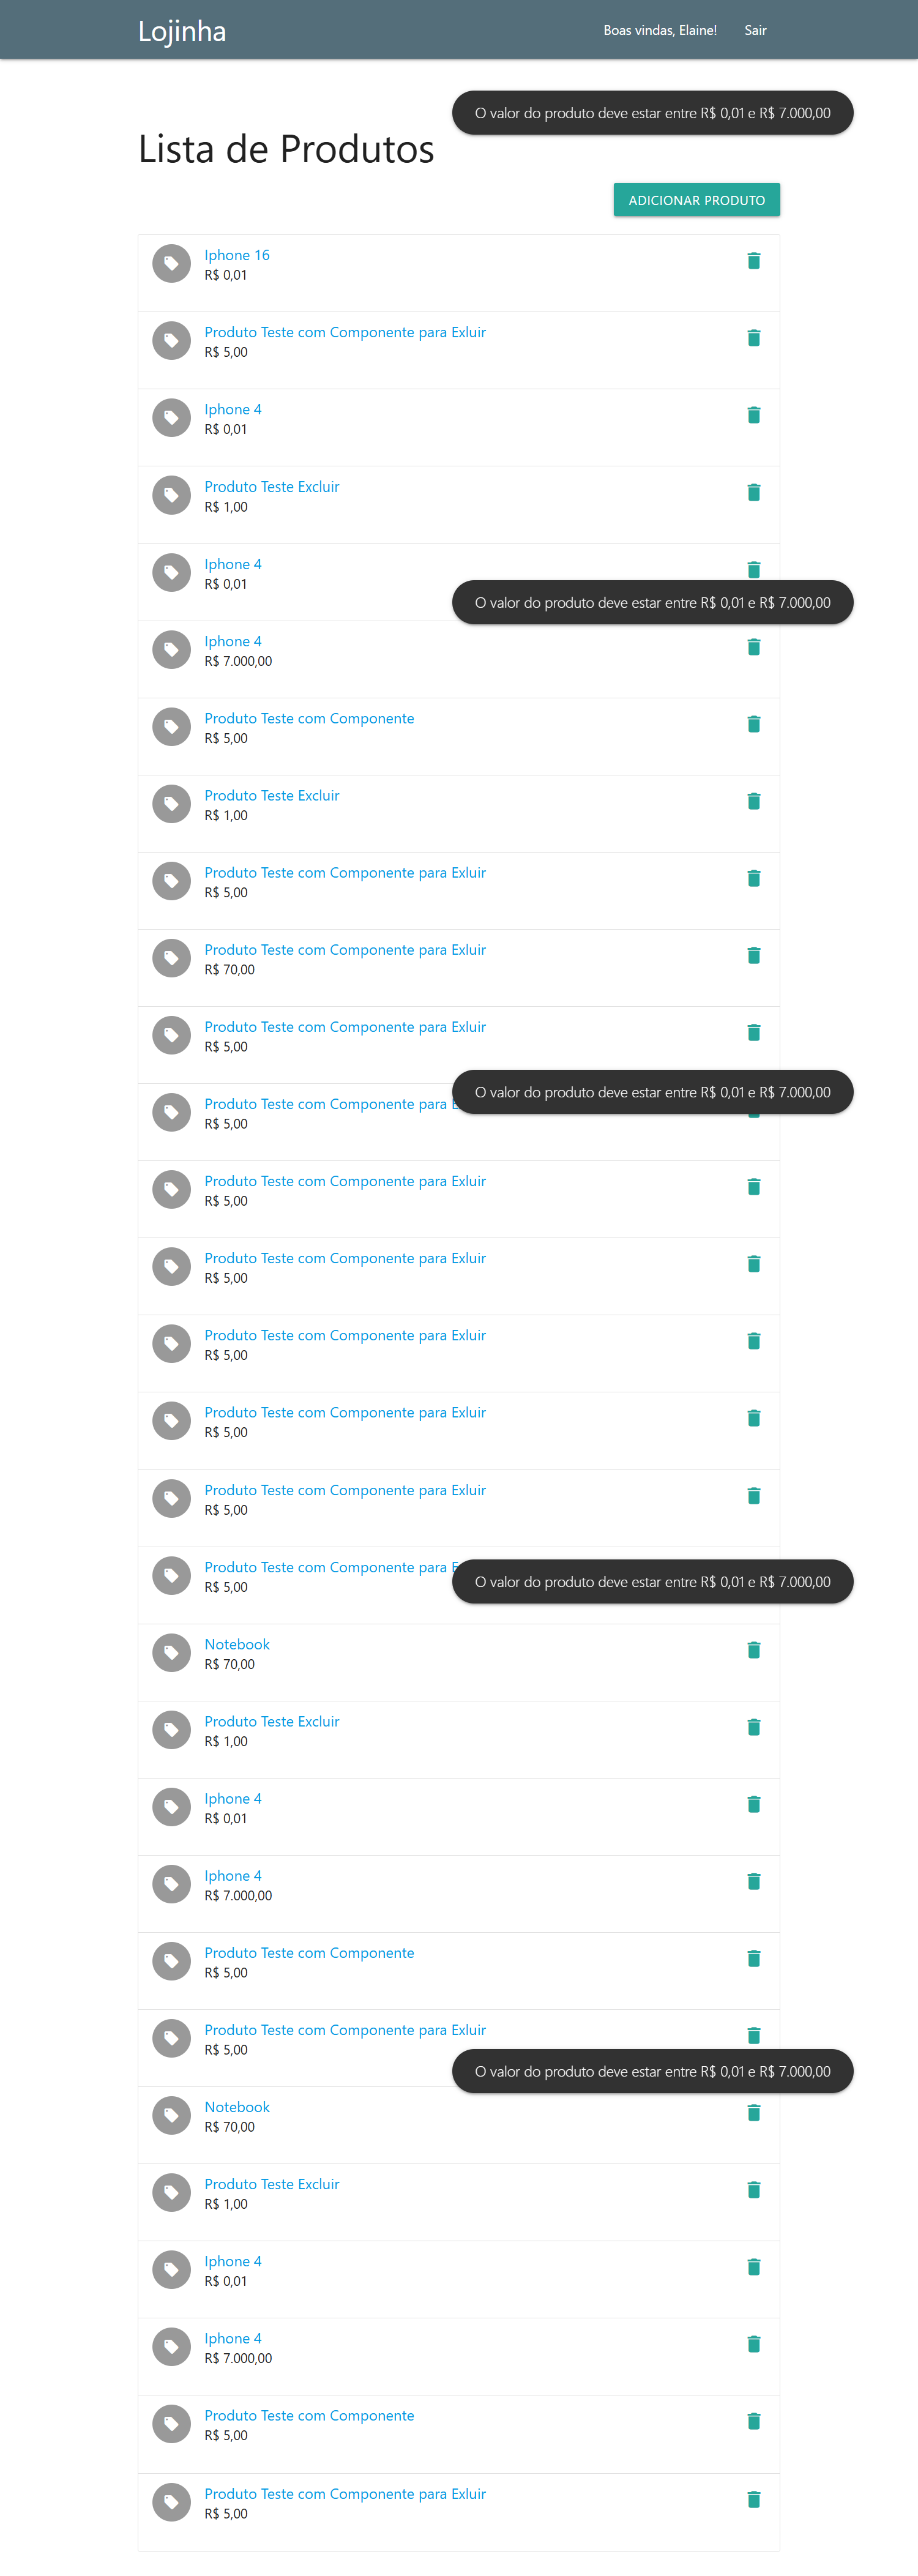 Lojinha
Boas vindas, Elaine!
Sair
O valor do produto deve estar entre R$ 0,01 e R$ 7.000,00
Lista de Produtos
ADICIONAR PRODUTO
Iphone 16
R$ 0,01
Produto Teste com Componente para Exluir
R$ 5,00
Iphone 4
R$ 0,01
Produto Teste Excluir
R$ 1,00
Iphone 4
R$ 0,01
O valor do produto deve estar entre R$ 0,01 e R$ 7.000,00
Iphone 4
R$ 7.000,00
Produto Teste com Componente
R$ 5,00
Produto Teste Excluir
R$ 1,00
Produto Teste com Componente para Exluir
R$ 5,00
Produto Teste com Componente para Exluir
R$ 70,00
Produto Teste com Componente para Exluir
R$ 5,00
O valor do produto deve estar entre R$ 0,01 e R$ 7.000,00
Produto Teste com Componente para
R$ 5,00
Produto Teste com Componente para Exluir
R$ 5,00
Produto Teste com Componente para Exluir
R$ 5,00
Produto Teste com Componente para Exluir
R$ 5,00
Produto Teste com Componente para Exluir
R$ 5,00
Produto Teste com Componente para Exluir
R$ 5,00
Produto Teste com Componente para
O valor do produto deve estar entre R$ 0,01 e R$ 7.000,00
R$ 5,00
Notebook
R$ 70,00
Produto Teste Excluir
R$ 1,00
Iphone 4
R$ 0,01
Iphone 4
R$ 7.000,00
Produto Teste com Componente
R$ 5,00
Produto Teste com Componente para Exluir
R$ 5,00
O valor do produto deve estar entre R$ 0,01 e R$ 7.000,00
Notebook
R$ 70,00
Produto Teste Excluir
R$ 1,00
Iphone 4
R$ 0,01
Iphone 4
R$ 7.000,00
Produto Teste com Componente
R$ 5,00
Produto Teste com Componente para Exluir
R$ 5,00